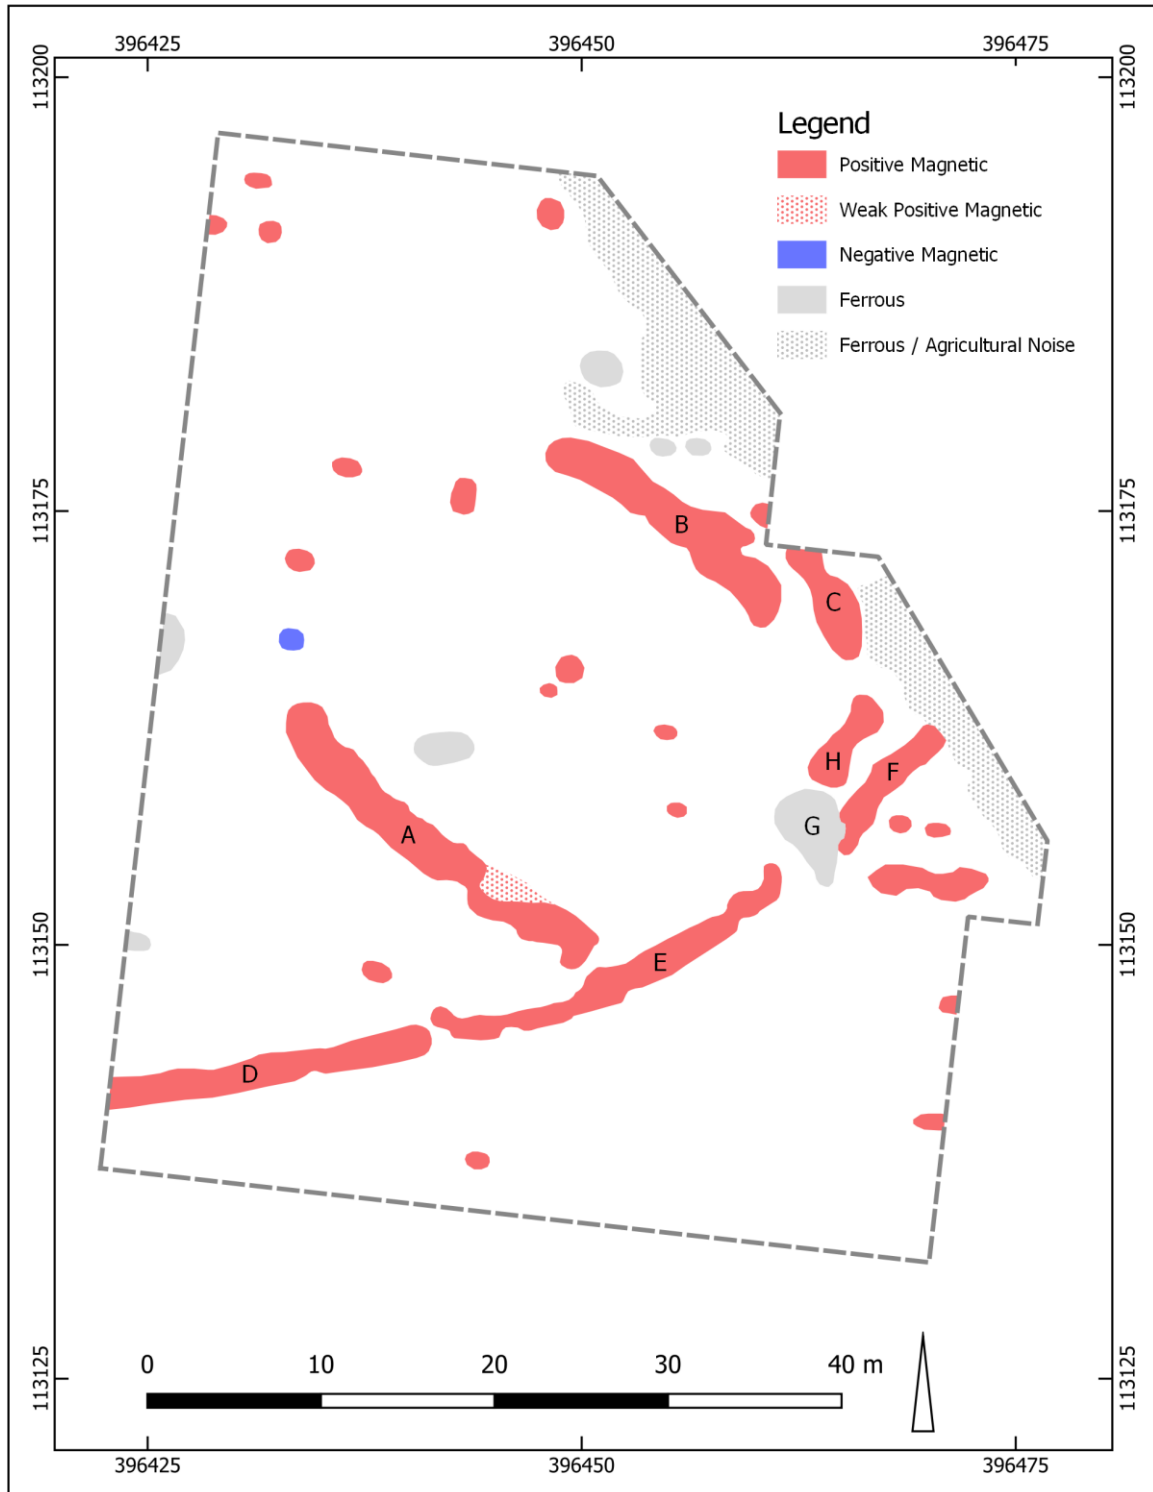 396425 396450 396475
113200 113200
Legend
Positive Magnetic
Weak Positive Magnetic
Negative Magnetic
Ferrous
Ferrous / Agricultural Noise
113175 113175
B
C
H
F
G
A
113150 113150
E
D
0 10 20 30 40 m
113125 113125
396425 396450 396475